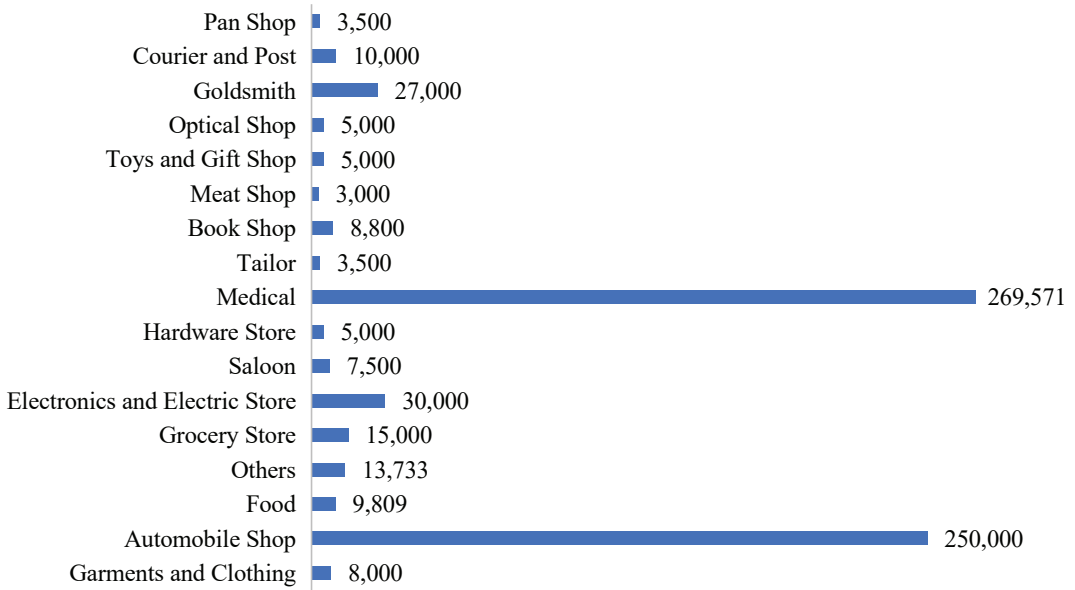 Pan Shop 3,500
Courier and Post 10,000
Goldsmith 27,000
Optical Shop 5,000
Toys and Gift Shop 5,000
Meat Shop 3,000
Book Shop 8,800
Tailor 3,500
Medical 269,571
Hardware Store 5,000
Saloon 7,500
Electronics and Electric Store 30,000
Grocery Store 15,000
Others 13,733
Food 9,809
Automobile Shop 250,000
Garments and Clothing 8,000